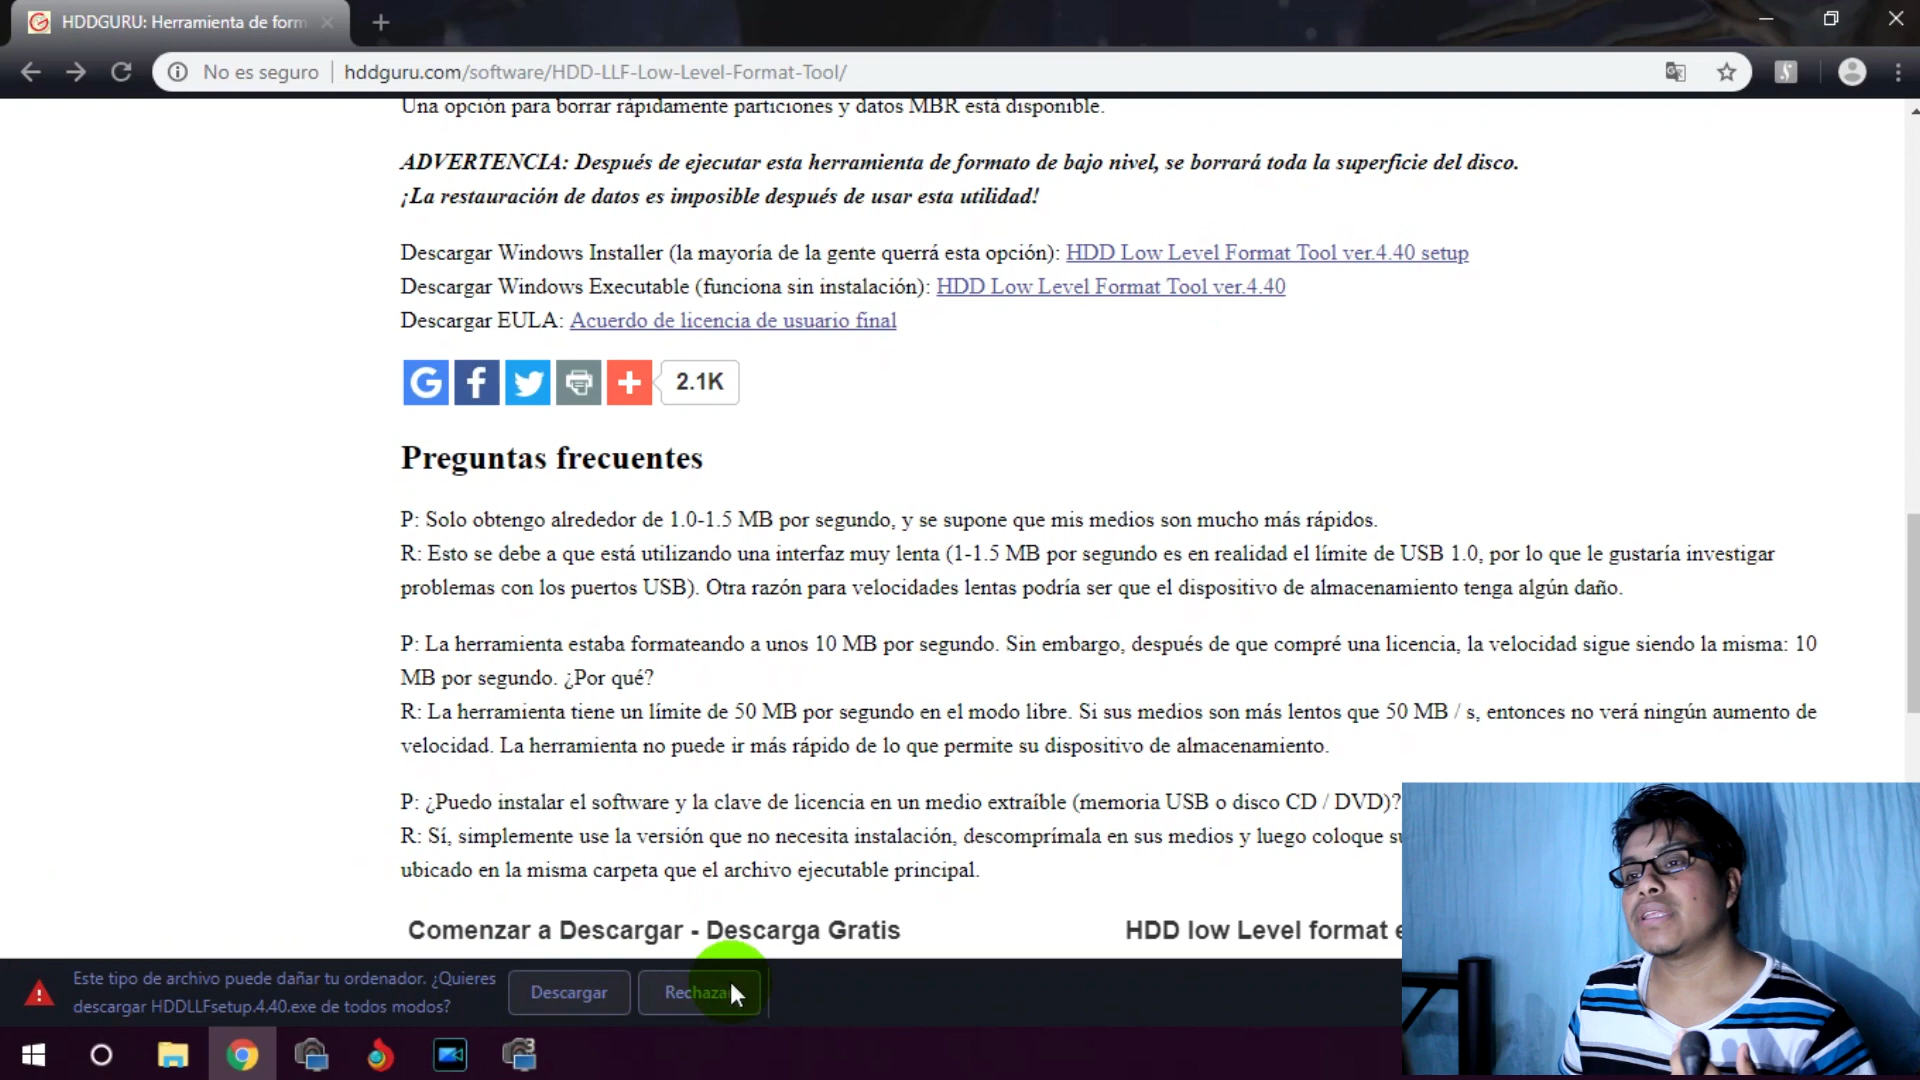 HDDGURU: Herramienta de form
No es seguro
hddguru.com/software/HDD-LLF-Low-Level-Format-Tool/
Una opción para borrar rápidamente particiones y datos MBR está disponible.
ADVERTENCIA: Después de ejecutar esta herramienta de formato de bajo nivel, se borrará toda la superficie del disco.
¡La restauración de datos es imposible después de usar esta utilidad!
Descargar Windows Installer (la mayoría de la gente querrá esta opción): HDD Low Level Format Tool ver.4.40 setup
Descargar Windows Executable (funciona sin instalación): HDD Low Level Format Tool ver.4.40
Descargar EULA: Acuerdo de licencia de usuario final
2.1K
Preguntas frecuentes
P: Solo obtengo alrededor de 1.0-1.5 MB por segundo, y se supone que mis medios son mucho más rápidos.
R: Esto se debe a que está utilizando una interfaz muy lenta (1-1.5 MB por segundo es en realidad el límite de USB 1.0, por lo que le gustaría investigar
problemas con los puertos USB). Otra razón para velocidades lentas podría ser que el dispositivo de almacenamiento tenga algún daño.
P: La herramienta estaba formateando a unos 10 MB por segundo. Sin embargo, después de que compré una licencia, la velocidad sigue siendo la misma: 10
MB por segundo. ¿Por qué?
R: La herramienta tiene un límite de 50 MB por segundo en el modo libre. Si sus medios son más lentos que 50 MB / s, entonces no verá ningún aumento de
velocidad. La herramienta no puede ir más rápido de lo que permite su dispositivo de almacenamiento.
P: ¿Puedo instalar el software y la clave de licencia en un medio extraíble (memoria USB o disco CD / DVD)?
R: Sí, simplemente use la versión que no necesita instalación, descomprímala en sus medios y luego coloque su
ubicado en la misma carpeta que el archivo ejecutable principal.
Comenzar a Descargar - Descarga Gratis
HDD low Level format
Este tipo de archivo puede dañar tu ordenador. ¿Quieres
descargar HDDLLFsetup.4.40.exe de todos modos?
Descargar
Rechaza